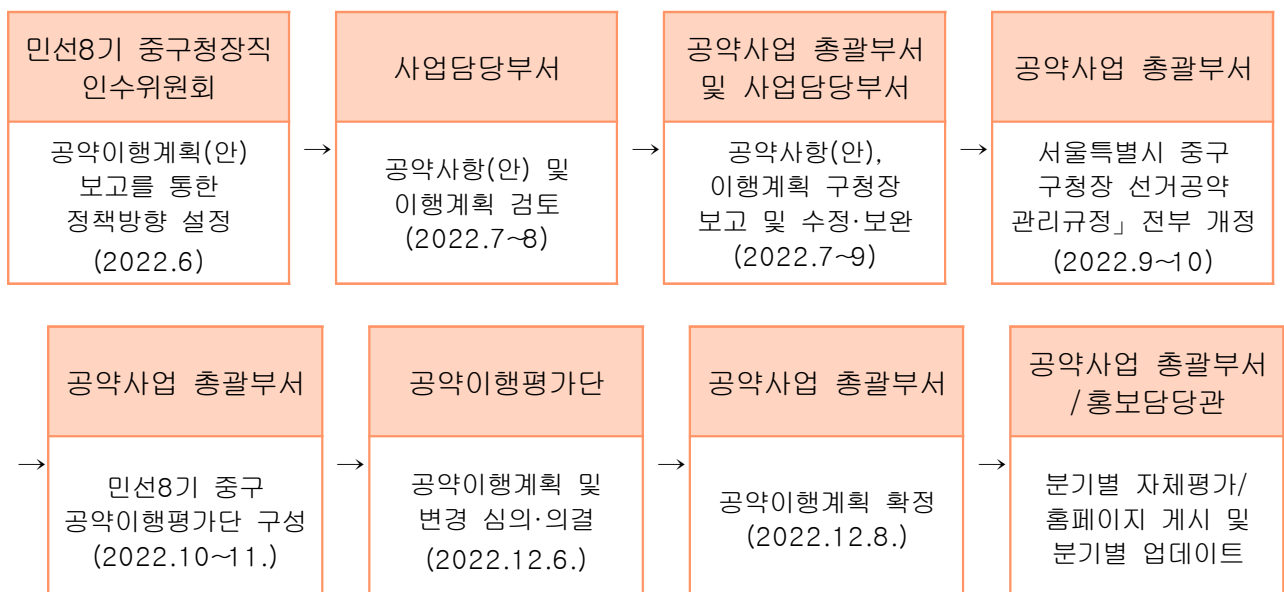 민선8기 중구청장직
인수위원회
공약이행계획(안)
보고를 통한
정책방향 설정
(2022.6)
→
사업담당부서
공약사항(안) 및
이행계획 검토
(2022.7~8)
→
공약사업 총괄부서
및 사업담당부서
공약사항(안),
이행계획 구청장
보고 및 수정·보완
(2022.7~9)
→
공약사업 총괄부서
서울특별시 중구
구청장 선거공약
관리규정」 전부 개정
(2022.9~10)
→
공약사업 총괄부서
민선8기 중구
공약이행평가단 구성
(2022.10~11.)
→
공약이행평가단
공약이행계획 및
변경 심의·의결
(2022.12.6.)
→
공약사업 총괄부서
공약이행계획 확정
(2022.12.8.)
→
공약사업 총괄부서
/홍보담당관
분기별 자체평가/
홈페이지 게시 및
분기별 업데이트